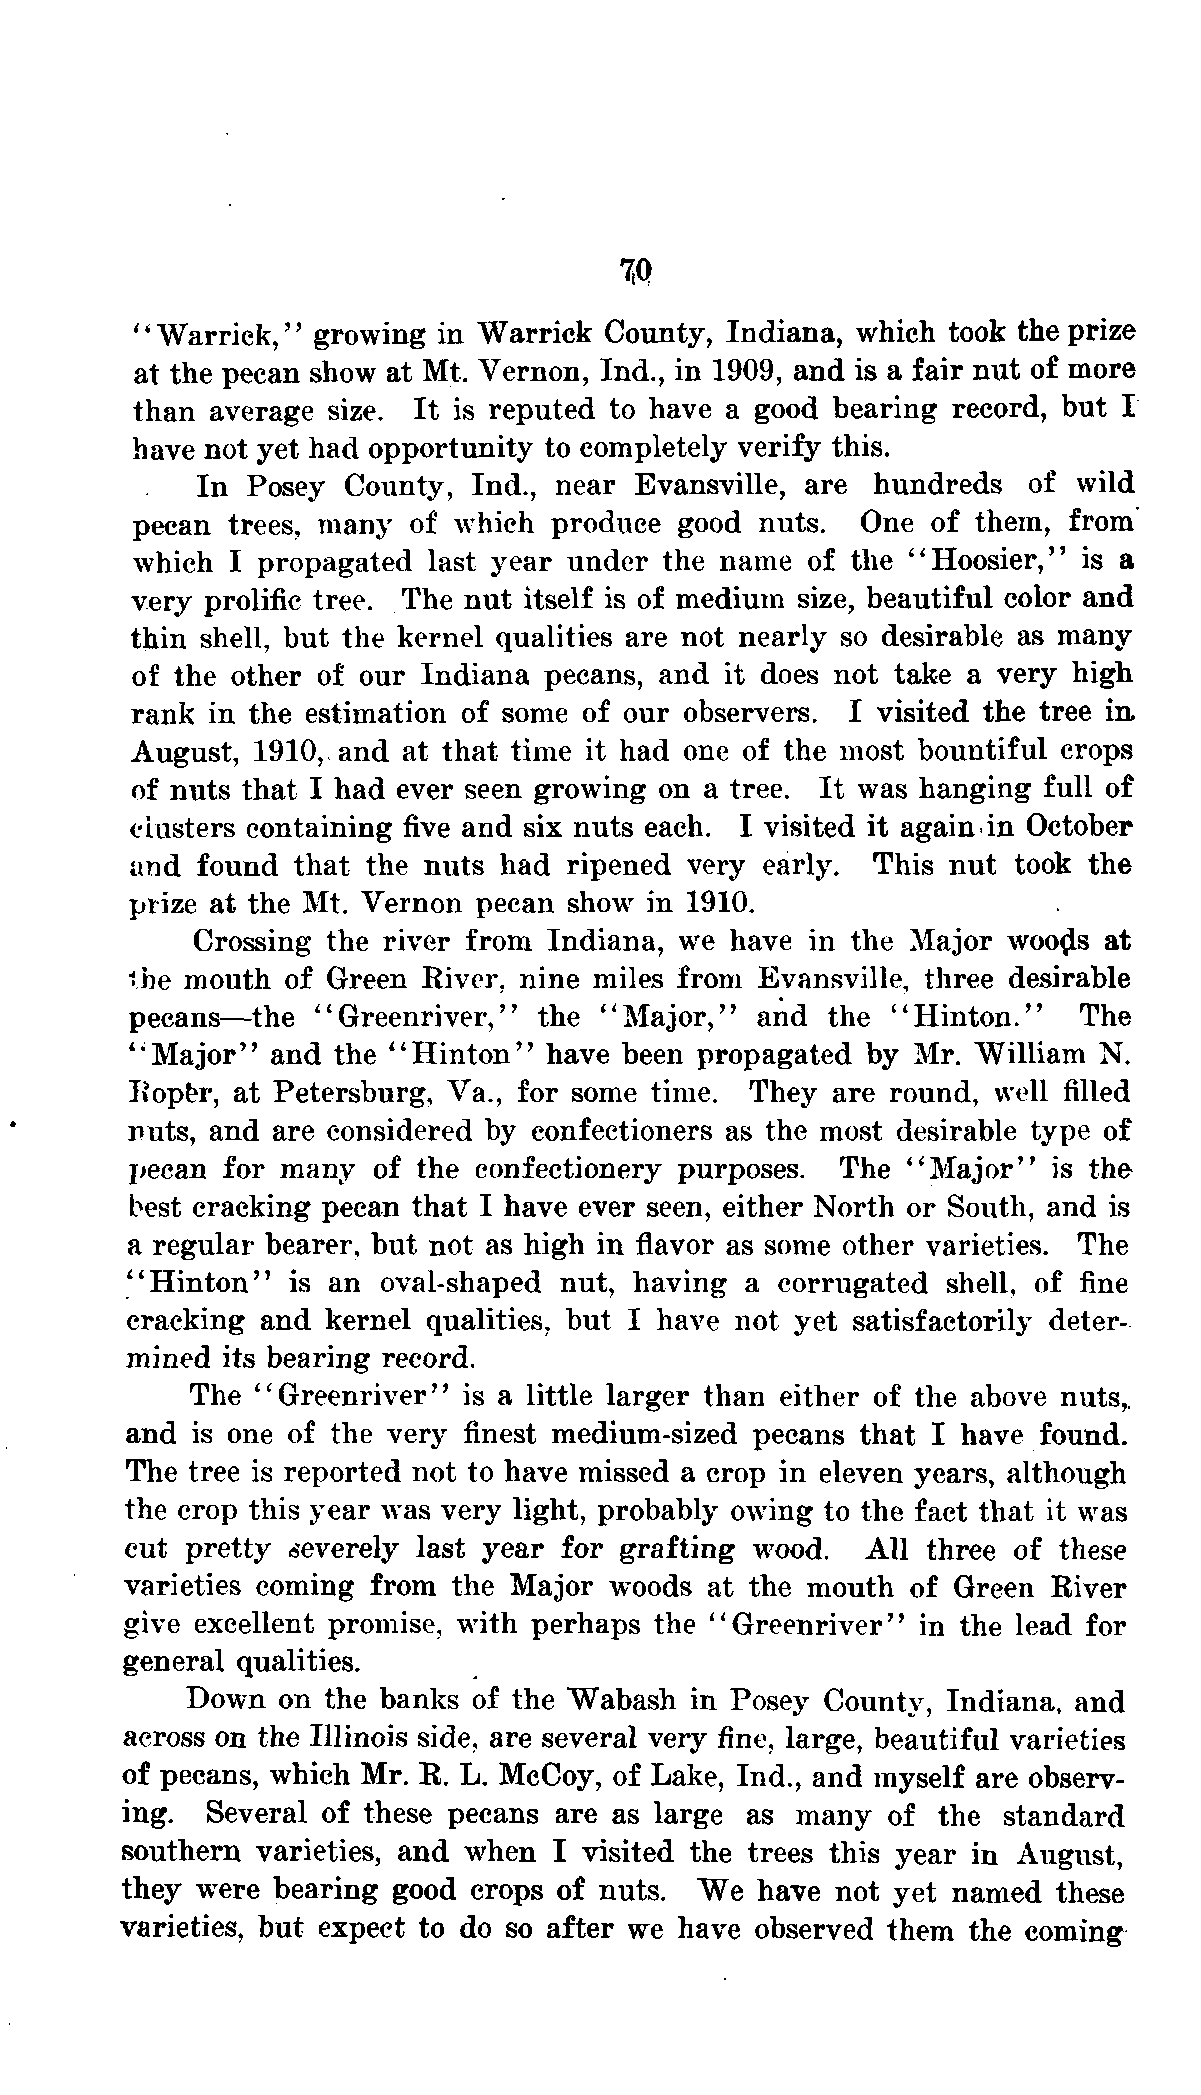 70
"Warrick," growing in Warrick County, Indiana, which took the prize
at the pecan show at Mt. Vernon, Ind., in 1909, and is a fair nut of more
than average size. It is reputed to have a good bearing record, but I
have not yet had opportunity to completely verify this.
In Posey County, Ind., near Evansville, are hundreds of wild
pecan trees, many of which produce good nuts. One of them, from
which I propagated last year under the name of the "Hoosier," is a
very prolific tree. The nut itself is of medium size, beautiful color and
thin shell, but the kernel qualities are not nearly so desirable as many
of the other of our Indiana pecans, and it does not take a very high
rank in the estimation of some of our observers. I visited the tree in
August, 1910, and at that time it had one of the most bountiful crops
of nuts that I had ever seen growing on a tree. It was hanging full of
clusters containing five and six nuts each. I visited it again in October
and found that the nuts had ripened very early. This nut took the
prize at the Mt. Vernon pecan show in 1910.
Crossing the river from Indiana, we have in the Major woods at
the mouth of Green River, nine miles from Evansville, three desirable
pecans—the "Greenriver," the "Major," and the "Hinton." The
"Major" and the "Hinton" have been propagated by Mr. William N.
Roper, at Petersburg, Va., for some time. They are round, well filled
nuts, and are considered by confectioners as the most desirable type of
pecan for many of the confectionery purposes. The "Major" is the
best cracking pecan that I have ever seen, either North or South, and is
a regular bearer, but not as high in flavor as some other varieties. The
"Hinton" is an oval-shaped nut, having a corrugated shell, of fine
cracking and kernel qualities, but I have not yet satisfactorily deter-
mined its bearing record.
The "Greenriver" is a little larger than either of the above nuts,
and is one of the very finest medium-sized pecans that I have found.
The tree is reported not to have missed a crop in eleven years, although
the crop this year was very light, probably owing to the fact that it was
cut pretty severely last year for grafting wood. All three of these
varieties coming from the Major woods at the mouth of Green River
give excellent promise, with perhaps the "Greenriver" in the lead for
general qualities.
Down on the banks of the Wabash in Posey County, Indiana, and
across on the Illinois side, are several very fine, large, beautiful varieties
of pecans, which Mr. R. L. McCoy, of Lake, Ind., and myself are observ-
ing. Several of these pecans are as large as many of the standard
southern varieties, and when I visited the trees this year in August,
they were bearing good crops of nuts. We have not yet named these
varieties, but expect to do so after we have observed them the coming